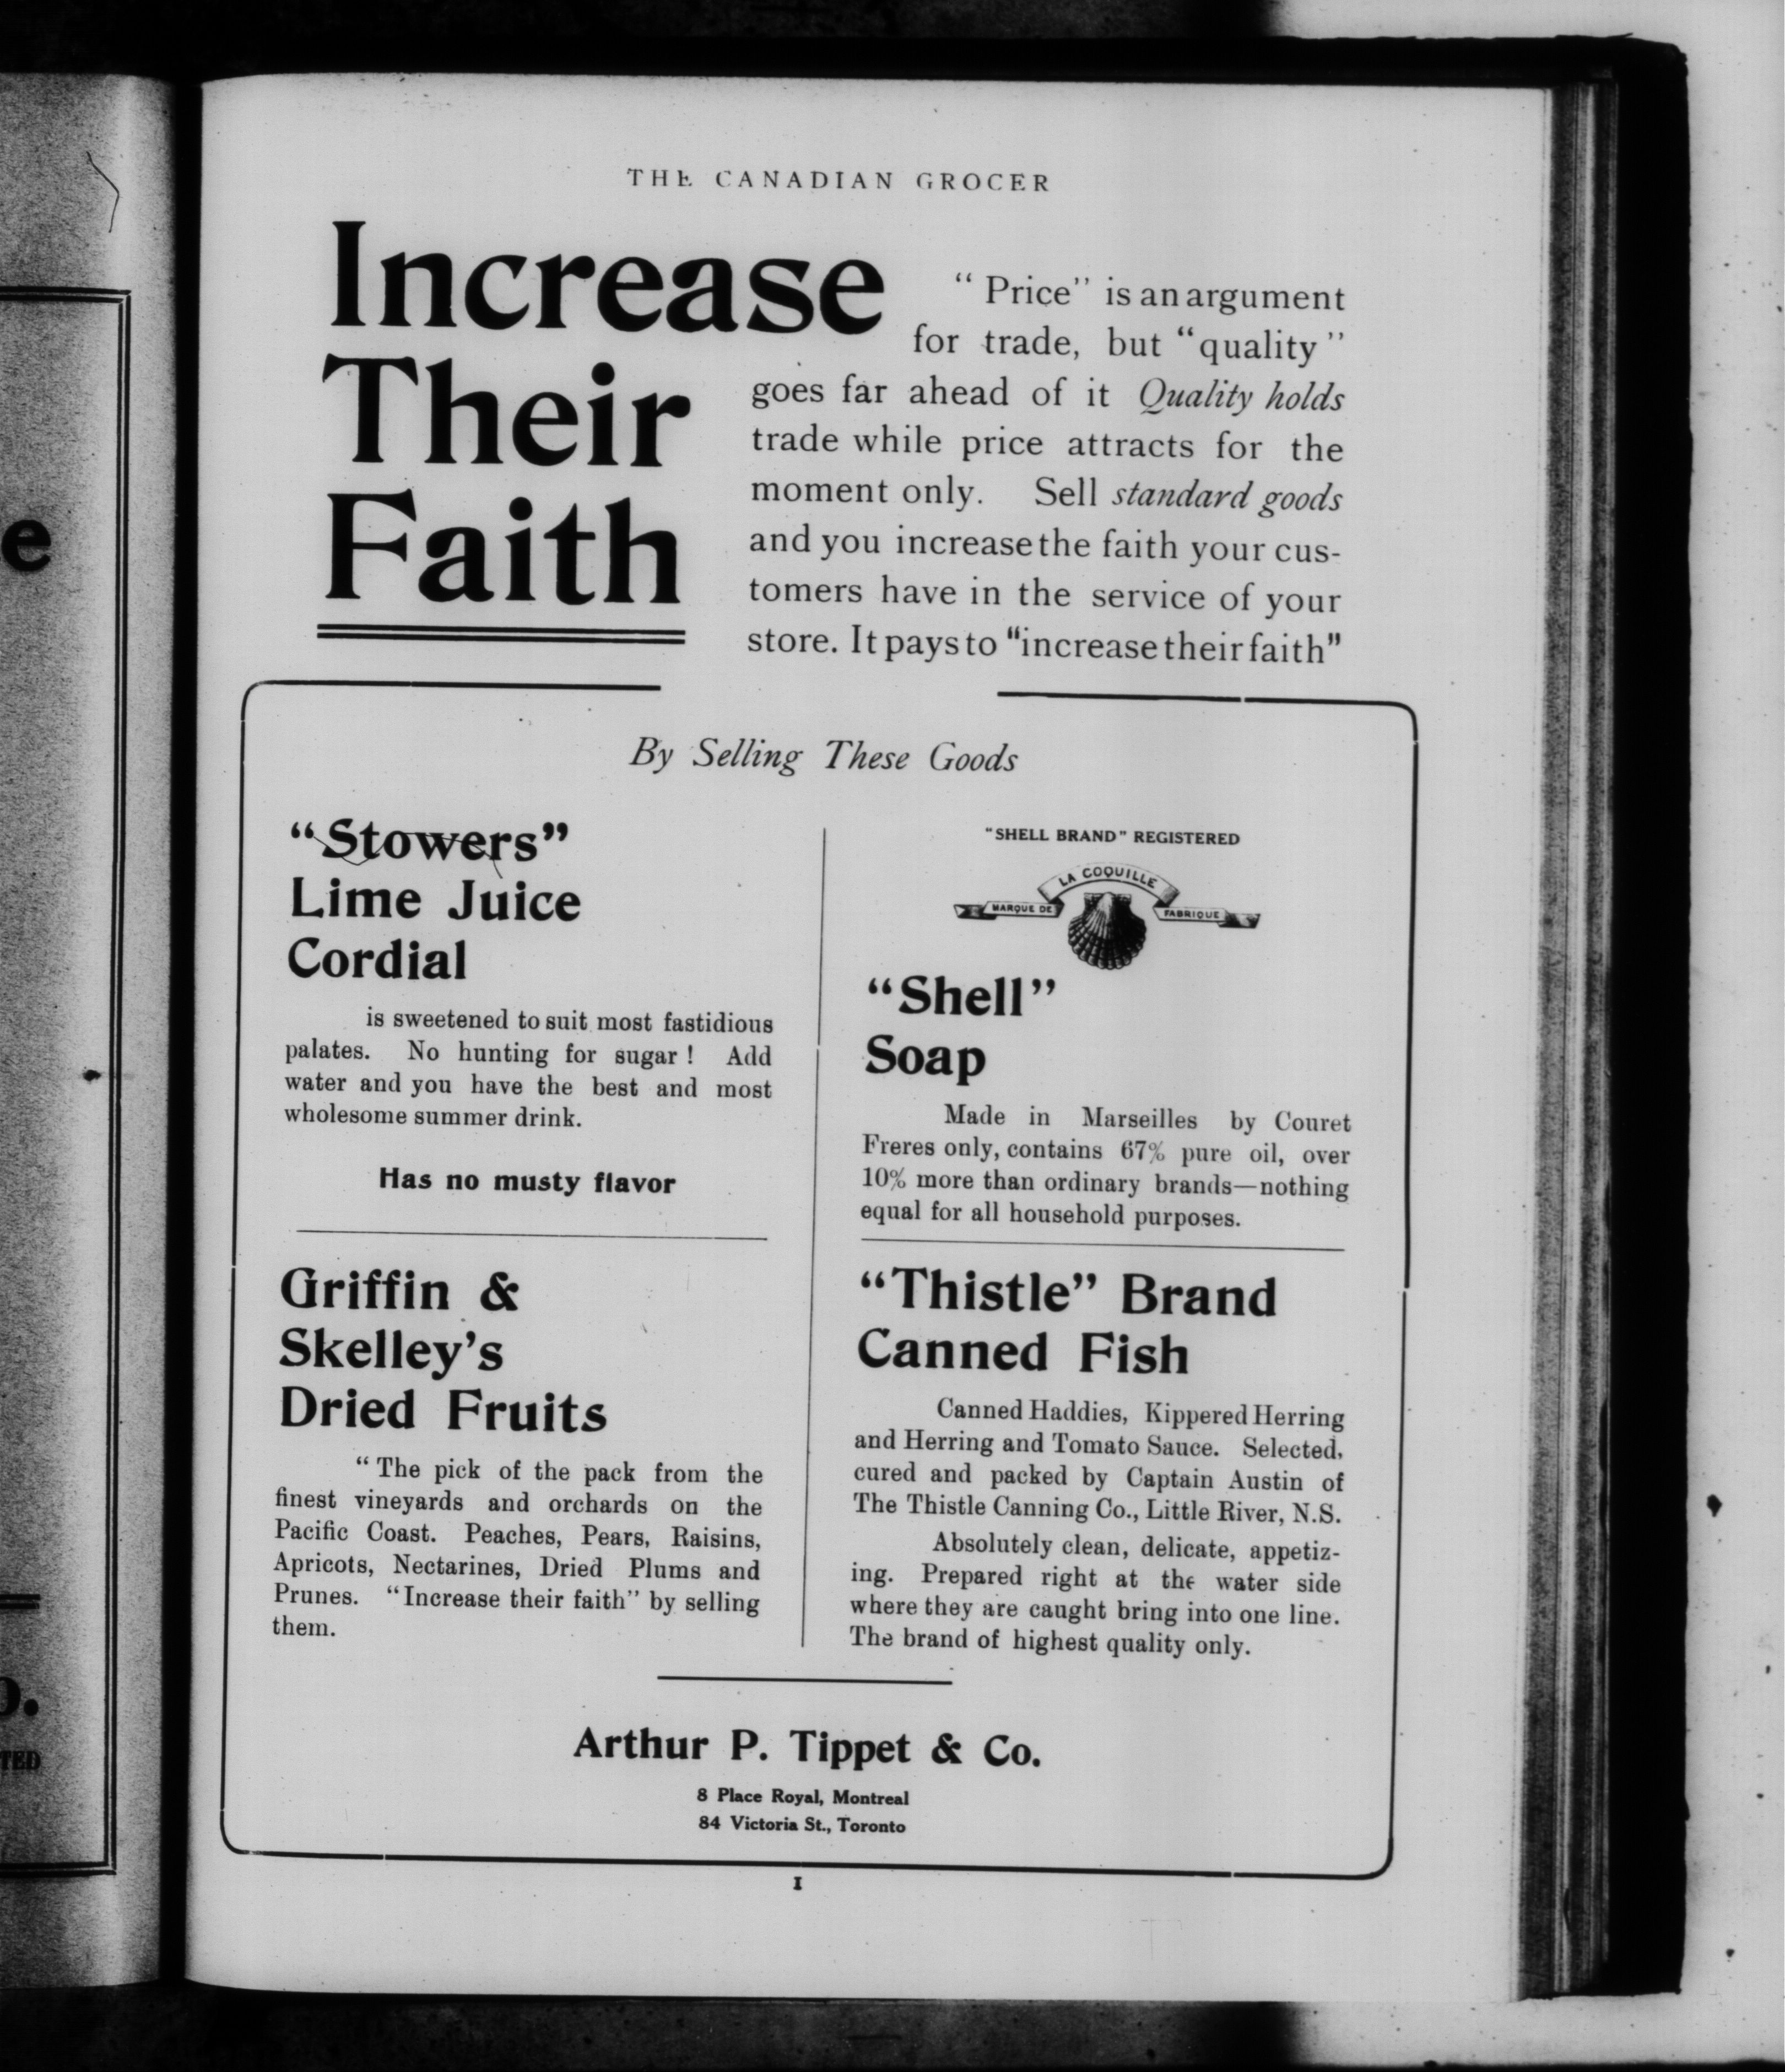 THE CANADIAN GROCER
Increase
Their
Faith
“Price” is an argument
for trade, but “quality”
goes far ahead of it Quality holds
trade while price attracts for the
moment only. Sell standard goods
and you increase the faith your cus-
tomers have in the service of your
store. It pays to “increase their faith”
By Selling These Goods
“Stowers”
Lime Juice
Cordial
is sweetened to suit most fastidious
palates. No hunting for sugar! Add
water and you have the best and most
wholesome summer drink.
Has no musty flavor
Griffin &
Skelley’s
Dried Fruits
“The pick of the pack from the
finest vineyards and orchards on the
Pacific Coast. Peaches, Pears, Raisins,
Apricots, Nectarines, Dried Plums and
Prunes. “Increase their faith” by selling
them.
“SHELL BRAND” REGISTERED
LA COQUILLE
MARQUE DE FABRIQUE
“Shell”
Soap
Made in Marseilles by Couret
Freres only, contains 67% pure oil, over
10% more than ordinary brands—nothing
equal for all household purposes.
“Thistle” Brand
Canned Fish
Canned Haddies, Kippered Herring
and Herring and Tomato Sauce. Selected,
cured and packed by Captain Austin of
The Thistle Canning Co., Little River, N.S.
Absolutely clean, delicate, appetiz-
ing. Prepared right at the water side
where they are caught bring into one line.
The brand of highest quality only.
Arthur P. Tippet & Co.
8 Place Royal, Montreal
84 Victoria St., Toronto
I